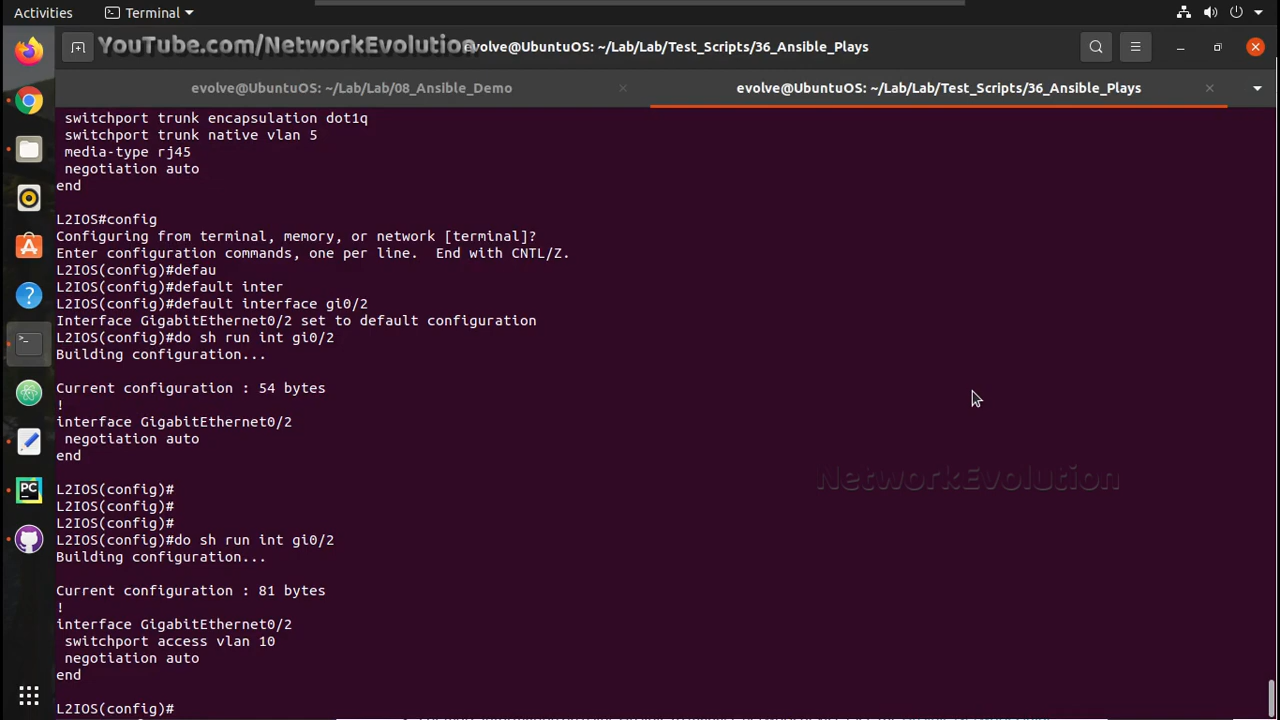 Activities
Terminal
YouTube.com/NetworkEvolution
evolve@UbuntuOS: ~/Lab/Lab/Test_Scripts/36_Ansible_Plays
evolve@UbuntuOS: ~/Lab/Lab/08_Ansible_Demo
evolve@UbuntuOS: ~/Lab/Lab/Test_Scripts/36_Ansible_Plays
switchport trunk encapsulation dot1q
switchport trunk native vlan 5
media-type rj45
negotiation auto
end
L2IOS#config
Configuring from terminal, memory, or network [terminal]?
Enter configuration commands, one per line.  End with CNTL/Z.
L2IOS(config)#defau
L2IOS(config)#default inter
L2IOS(config)#default interface gi0/2
Interface GigabitEthernet0/2 set to default configuration
L2IOS(config)#do sh run int gi0/2
Building configuration...
Current configuration : 54 bytes
!
interface GigabitEthernet0/2
negotiation auto
end
L2IOS(config)#
L2IOS(config)#
L2IOS(config)#
L2IOS(config)#do sh run int gi0/2
Building configuration...
Current configuration : 81 bytes
!
interface GigabitEthernet0/2
switchport access vlan 10
negotiation auto
end
L2IOS(config)#
NetworkEvolution
PC